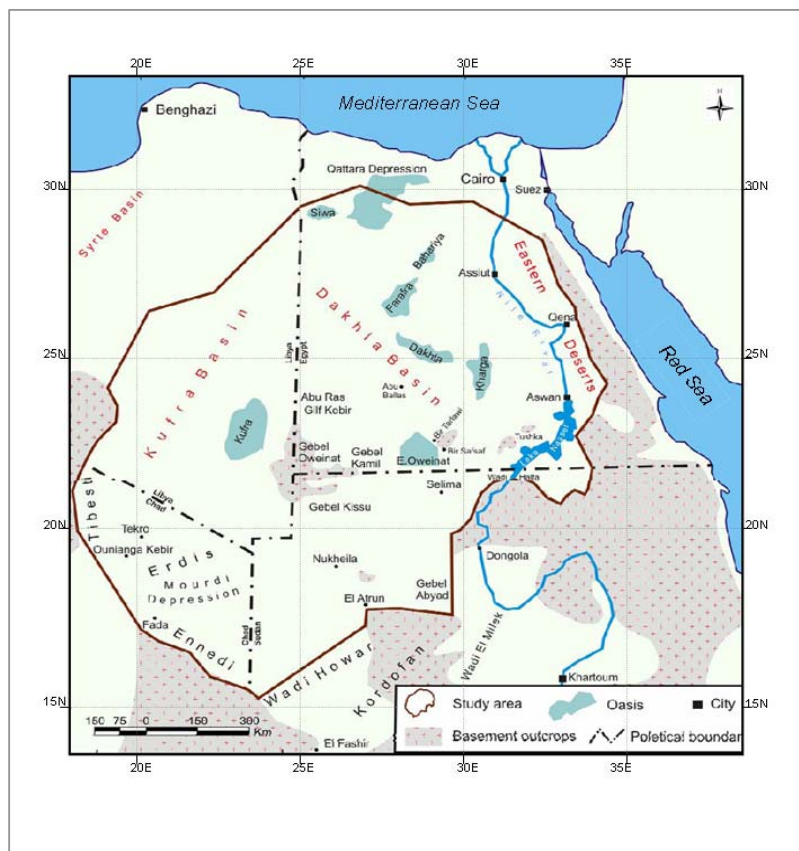 20E 25E 30E 35E
Mediterranean Sea
N
Benghazi
30N
30N
Qattara Depression
Cairo
Suez
Siwa
Syrte Basin
Bahariya
Eastern
Assiut
Farafra
Nile River
Dakhla Basin
Qena
Kufra Basin
Libya
Egypt
Deserts
25N
25N
Dakhla
Kharga
Red Sea
Abu Ras
Gilf Kebir
Abu
Ballas
Aswan
Kufra
Bir Tarfawi
Tushka
Gebel
Oweinat
Gebel
Kamil
E.Oweinat
Bir Safsaf
Lake Nasser
Wadi Halfa
Selima
Tibesti
Libya
Chad
Gebel Kissu
20N
20N
Tekro
Ounianga Kebir
Erdis
Mourdi
Depression
Nukheila
Dongola
Gebel
Abyad
El Atrun
Fada
Ennedi
Chad
Sudan
Wadi Howar
Kordofan
Wadi El Milek
Khartoum
15N
15N
Study area
Oasis
City
Basement outcrops
Poletical boundar
150 75 0 150 300
Km
El Fashir
20E 25E 30E 35E